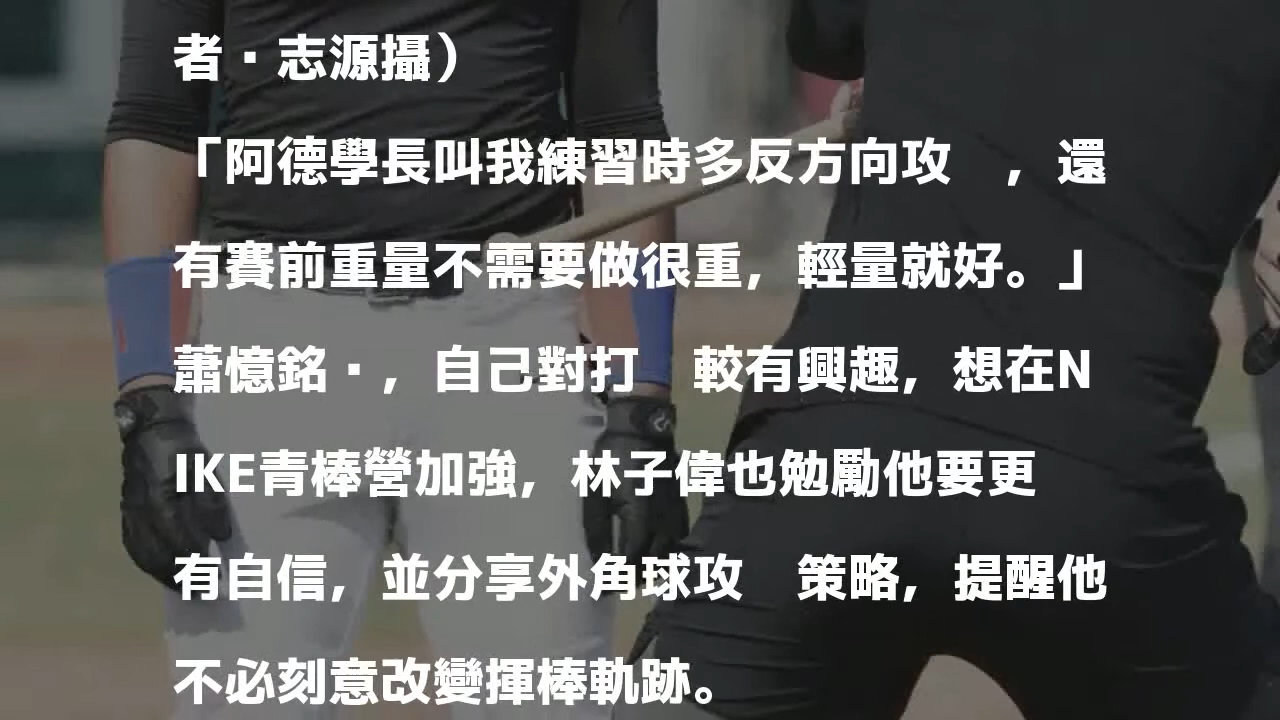 者▪志源攝）
「阿德學長叫我練習時多反方向攻　，還
有賽前重量不需要做很重，輕量就好。」
蕭憶銘▪，自己對打　較有興趣，想在N
IKE青棒營加強，林子偉也勉勵他要更
有自信，並分享外角球攻　策略，提醒他
不必刻意改變揮棒軌跡。